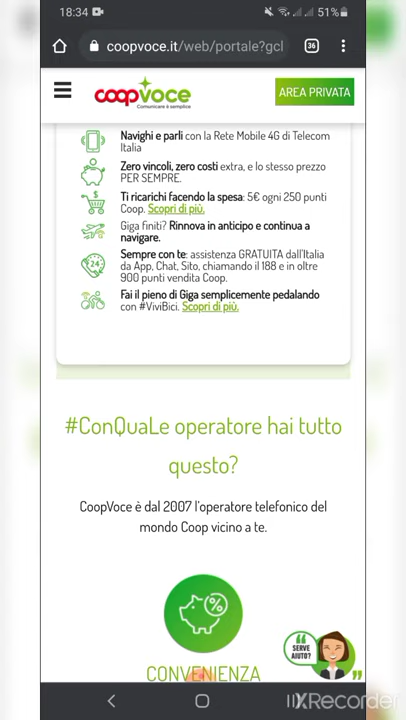 18:34
51%
coopvoce.it/web/portale?gcl
36
coopvoce
Comunicare è semplice
AREA PRIVATA
Navighi e parli con la Rete Mobile 4G di Telecom
Italia
Zero vincoli, zero costi extra, e lo stesso prezzo
PER SEMPRE.
Ti ricarichi facendo la spesa: 5€ ogni 250 punti
Coop. Scopri di più.
Giga finiti? Rinnova in anticipo e continua a
navigare.
Sempre con te: assistenza GRATUITA dall'Italia
da App, Chat, Sito, chiamando il 188 e in oltre
900 punti vendita Coop.
24
Fai il pieno di Giga semplicemente pedalando
con #ViviBici. Scopri di più.
#ConQuaLe operatore hai tutto
questo?
CoopVoce è dal 2007 l'operatore telefonico del
mondo Coop vicino a te.
%
SERVE
AIUTO?
CONVENIENZA
XRecorder